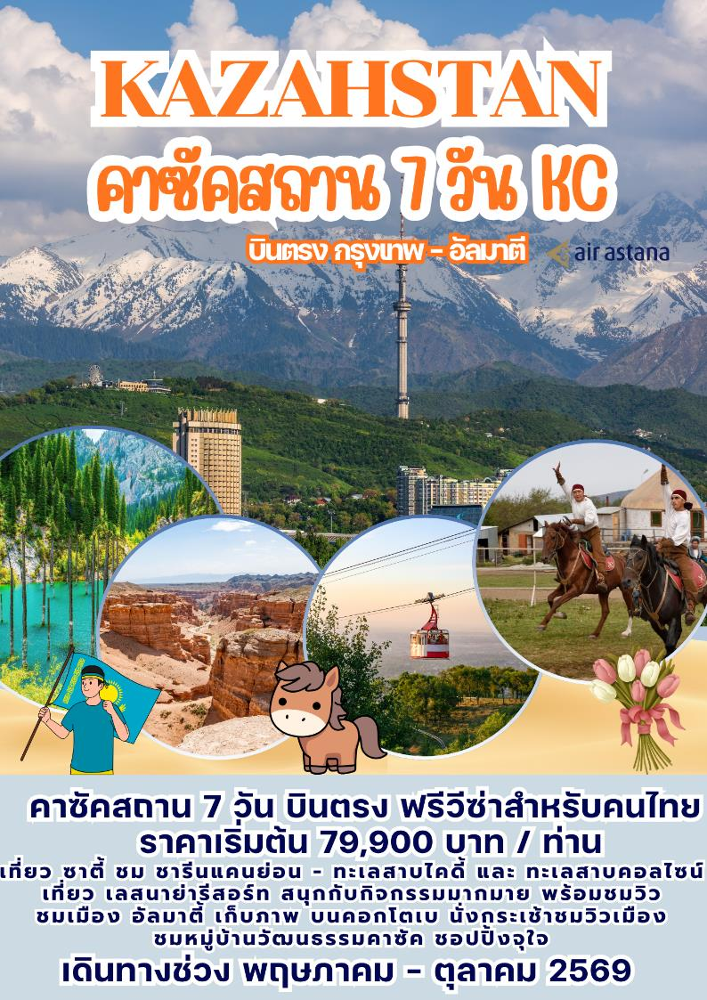 KAZAHSTAN
คาซัคสถาน 7 วัน KC
บินตรง กรุงเทพ - อัลมาตี air astana
คาซัคสถาน 7 วัน บินตรง ฟรีวีซ่าสำหรับคนไทย
ราคาเริ่มต้น 79,900 บาท / ท่าน
เที่ยว ซาตี้ ชม ชารีนแคนย่อน - ทะเลสาบไคดี้ และ ทะเลสาบคอลไซน์
เที่ยว เลสนาย่ารีสอร์ท สนุกกับกิจกรรมมากมาย พร้อมชมวิว
ชมเมือง อัลมาตี้ เก็บภาพ บนคอกโตเบ นั่งกระเช้าชมวิวเมือง
ชมหมู่บ้านวัฒนธรรมคาซัค ชอปปิ้งจุใจ
เดินทางช่วง พฤษภาคม - ตุลาคม 2569